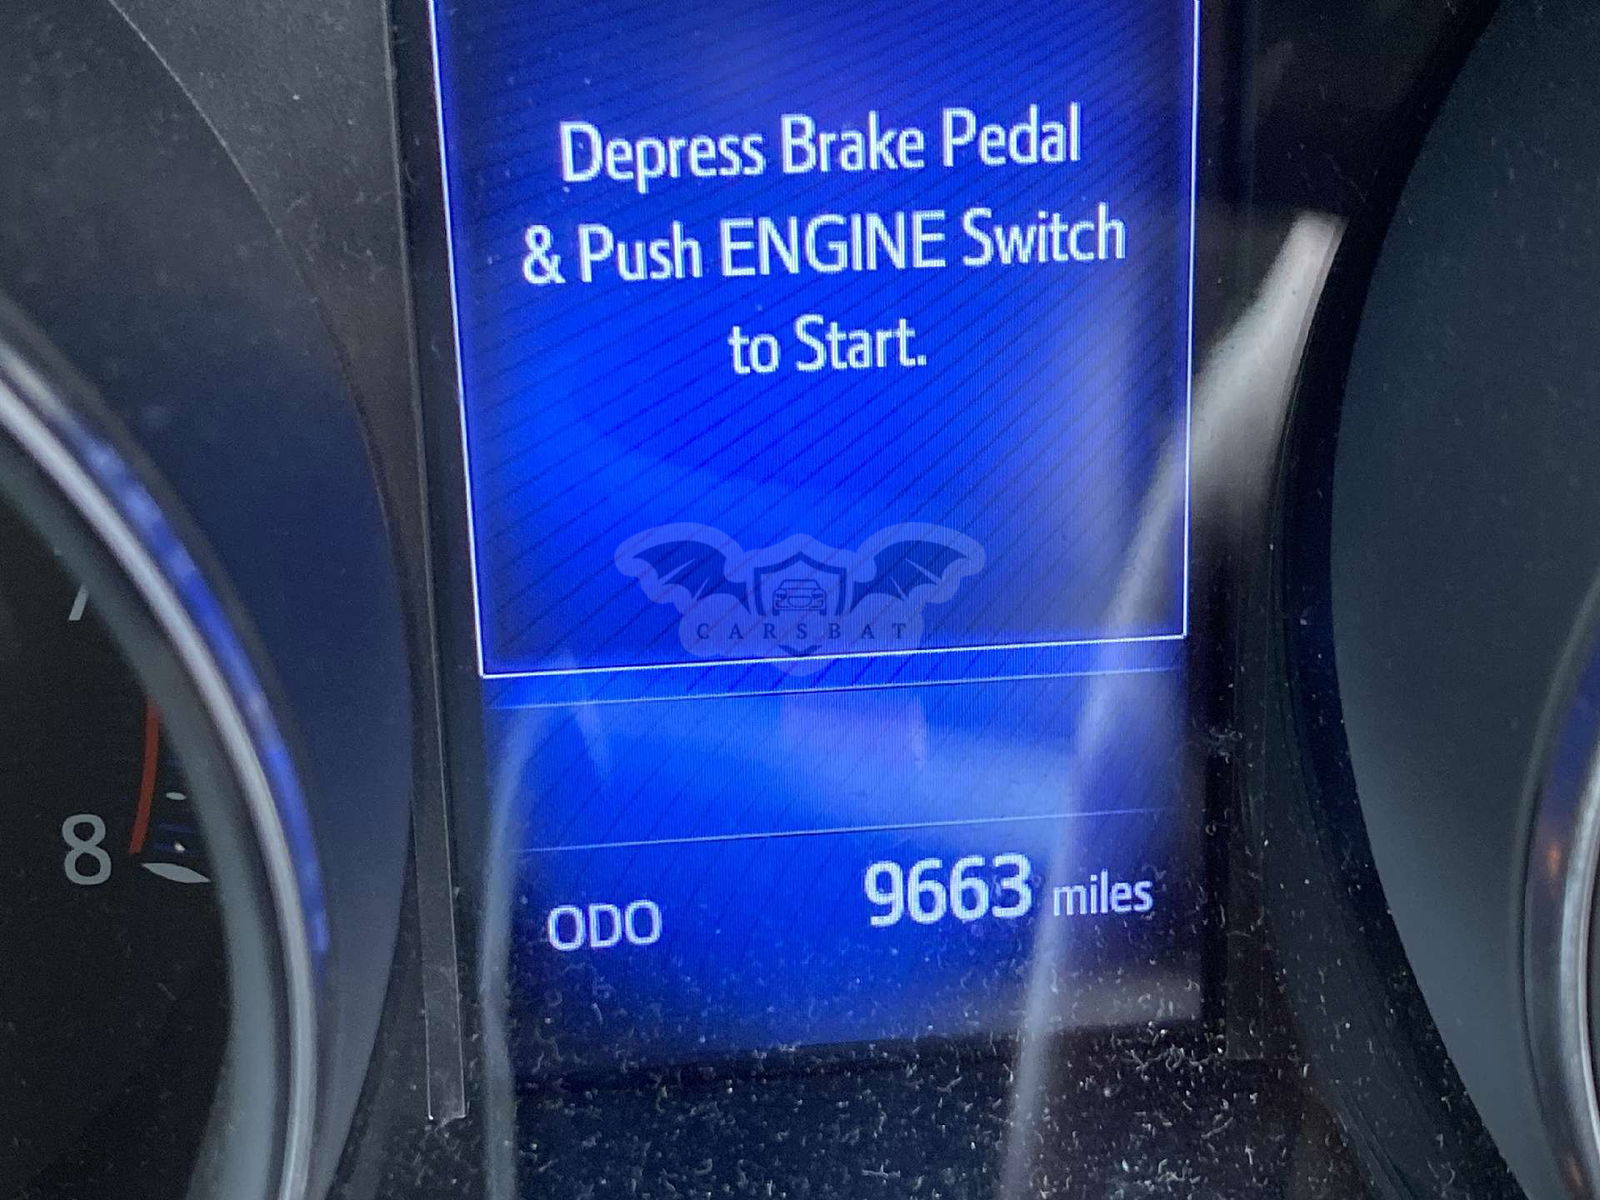 Depress Brake Pedal
& Push ENGINE Switch
to Start.
CARSBAT
8
ODO 9663 miles